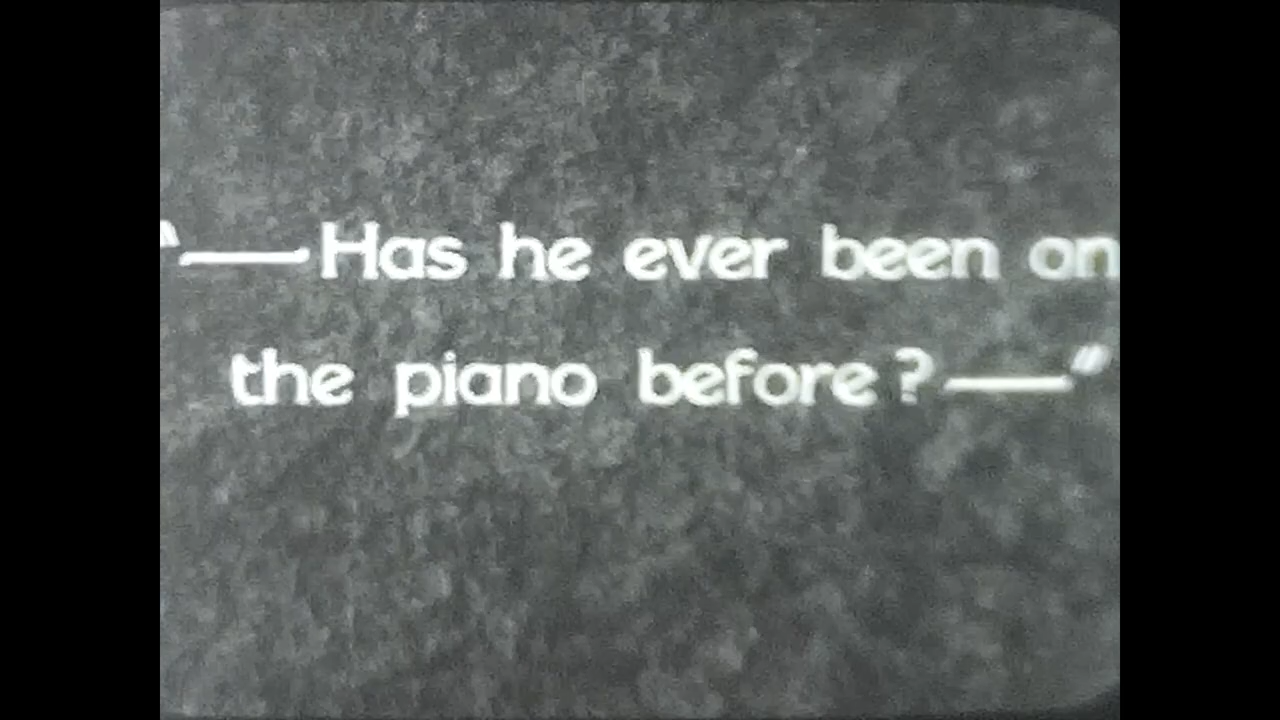 "—Has he ever been on
the piano before?—"